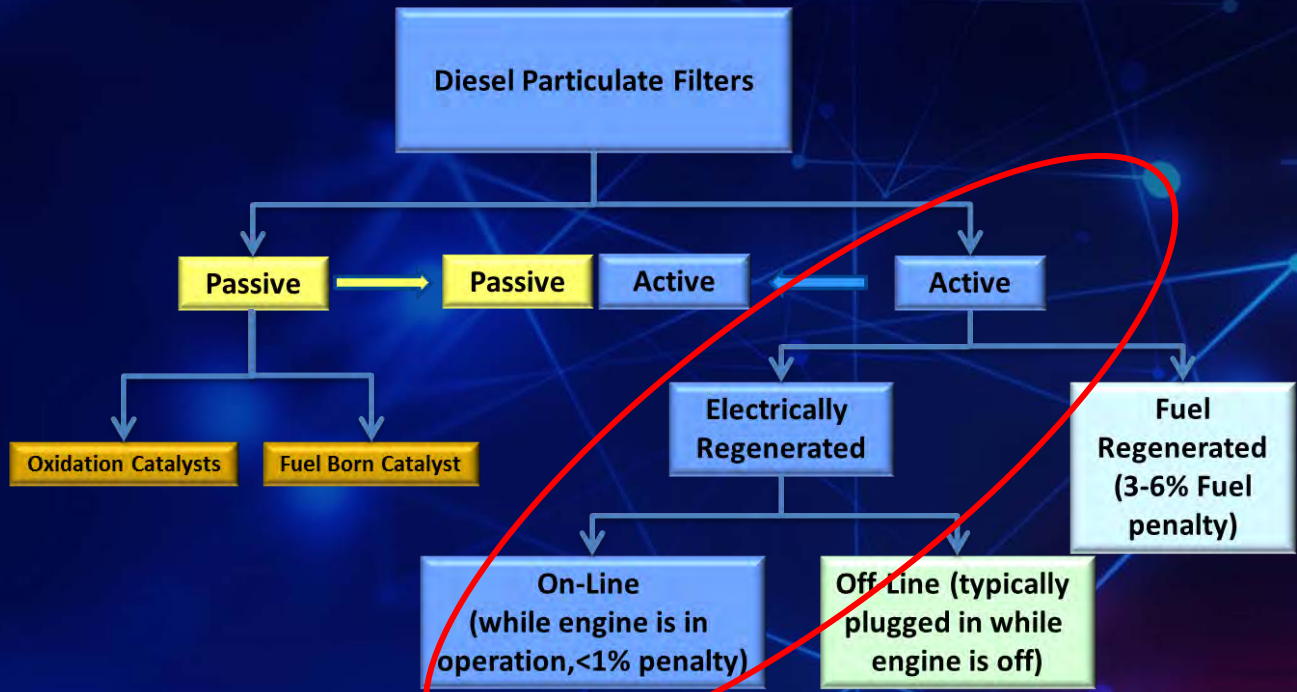 Diesel Particulate Filters
Passive
Passive
Active
Active
Oxidation Catalysts
Fuel Born Catalyst
Electrically
Regenerated
Fuel
Regenerated
(3-6% Fuel
penalty)
On-Line
(while engine is in
operation,<1% penalty)
Off-Line (typically
plugged in while
engine is off)